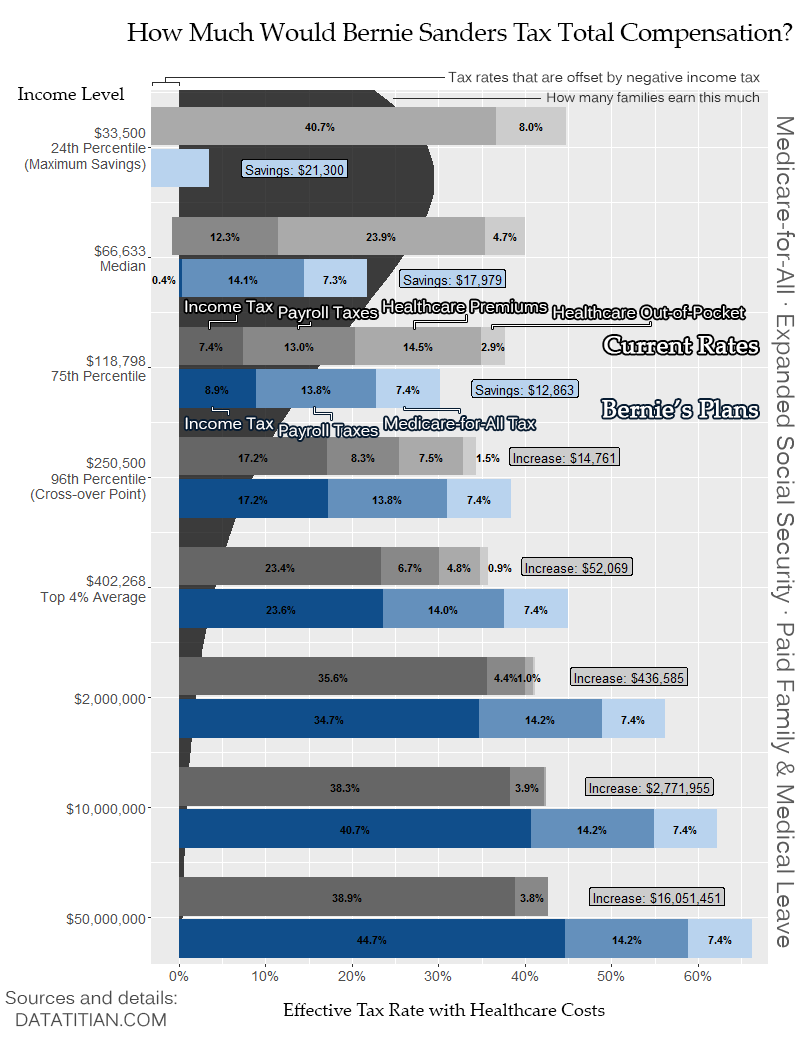 How Much Would Bernie Sanders Tax Total Compensation?
Tax rates that are offset by negative income tax
Income Level
How many families earn this much
$33,500
24th Percentile
(Maximum Savings)
40.7%
8.0%
Savings: $21,300
$66,633
Median
12.3%
23.9%
4.7%
0.4%
14.1%
7.3%
Savings: $17,979
Income Tax
Payroll Taxes
Healthcare Premiums
Healthcare Out-of-Pocket
$118,798
75th Percentile
7.4%
13.0%
14.5%
2.9%
Current Rates
8.9%
13.8%
7.4%
Savings: $12,863
Bernie's Plans
Income Tax
Payroll Taxes
Medicare-for-All Tax
$250,500
96th Percentile
(Cross-over Point)
17.2%
8.3%
7.5%
1.5%
Increase: $14,761
17.2%
13.8%
7.4%
$402,268
Top 4% Average
23.4%
6.7%
4.8%
0.9%
Increase: $52,069
23.6%
14.0%
7.4%
$2,000,000
35.6%
4.4%
1.0%
Increase: $436,585
34.7%
14.2%
7.4%
$10,000,000
38.3%
3.9%
Increase: $2,771,955
40.7%
14.2%
7.4%
$50,000,000
38.9%
3.8%
Increase: $16,051,451
44.7%
14.2%
7.4%
0%
10%
20%
30%
40%
50%
60%
Effective Tax Rate with Healthcare Costs
Medicare-for-All · Expanded Social Security · Paid Family & Medical Leave
Sources and details:
DATATITIAN.COM